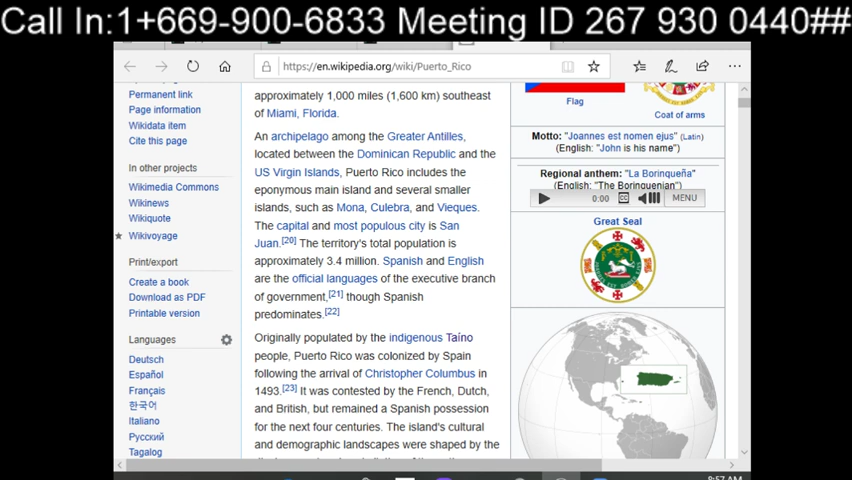 Call In:1+669-900-6833 Meeting ID 267 930 0440##
https://en.wikipedia.org/wiki/Puerto_Rico
Permanent link
Page information
Wikidata item
Cite this page
In other projects
Wikimedia Commons
Wikinews
Wikiquote
Wikivoyage
Print/export
Create a book
Download as PDF
Printable version
Languages
Deutsch
Español
Français
한국어
Italiano
Русский
Tagalog
approximately 1,000 miles (1,600 km) southeast
of Miami, Florida.
An archipelago among the Greater Antilles,
located between the Dominican Republic and the
US Virgin Islands, Puerto Rico includes the
eponymous main island and several smaller
islands, such as Mona, Culebra, and Vieques.
The capital and most populous city is San
Juan.[20] The territory's total population is
approximately 3.4 million. Spanish and English
are the official languages of the executive branch
of government,[21] though Spanish
predominates.[22]
Originally populated by the indigenous Taíno
people, Puerto Rico was colonized by Spain
following the arrival of Christopher Columbus in
1493.[23] It was contested by the French, Dutch,
and British, but remained a Spanish possession
for the next four centuries. The island's cultural
and demographic landscapes were shaped by the
Flag
Coat of arms
Motto: "Joannes est nomen ejus" (Latin)
(English: "John is his name")
Regional anthem: "La Borinqueña"
(English: "The Borinquenian")
0:00
MENU
Great Seal
8:57 AM